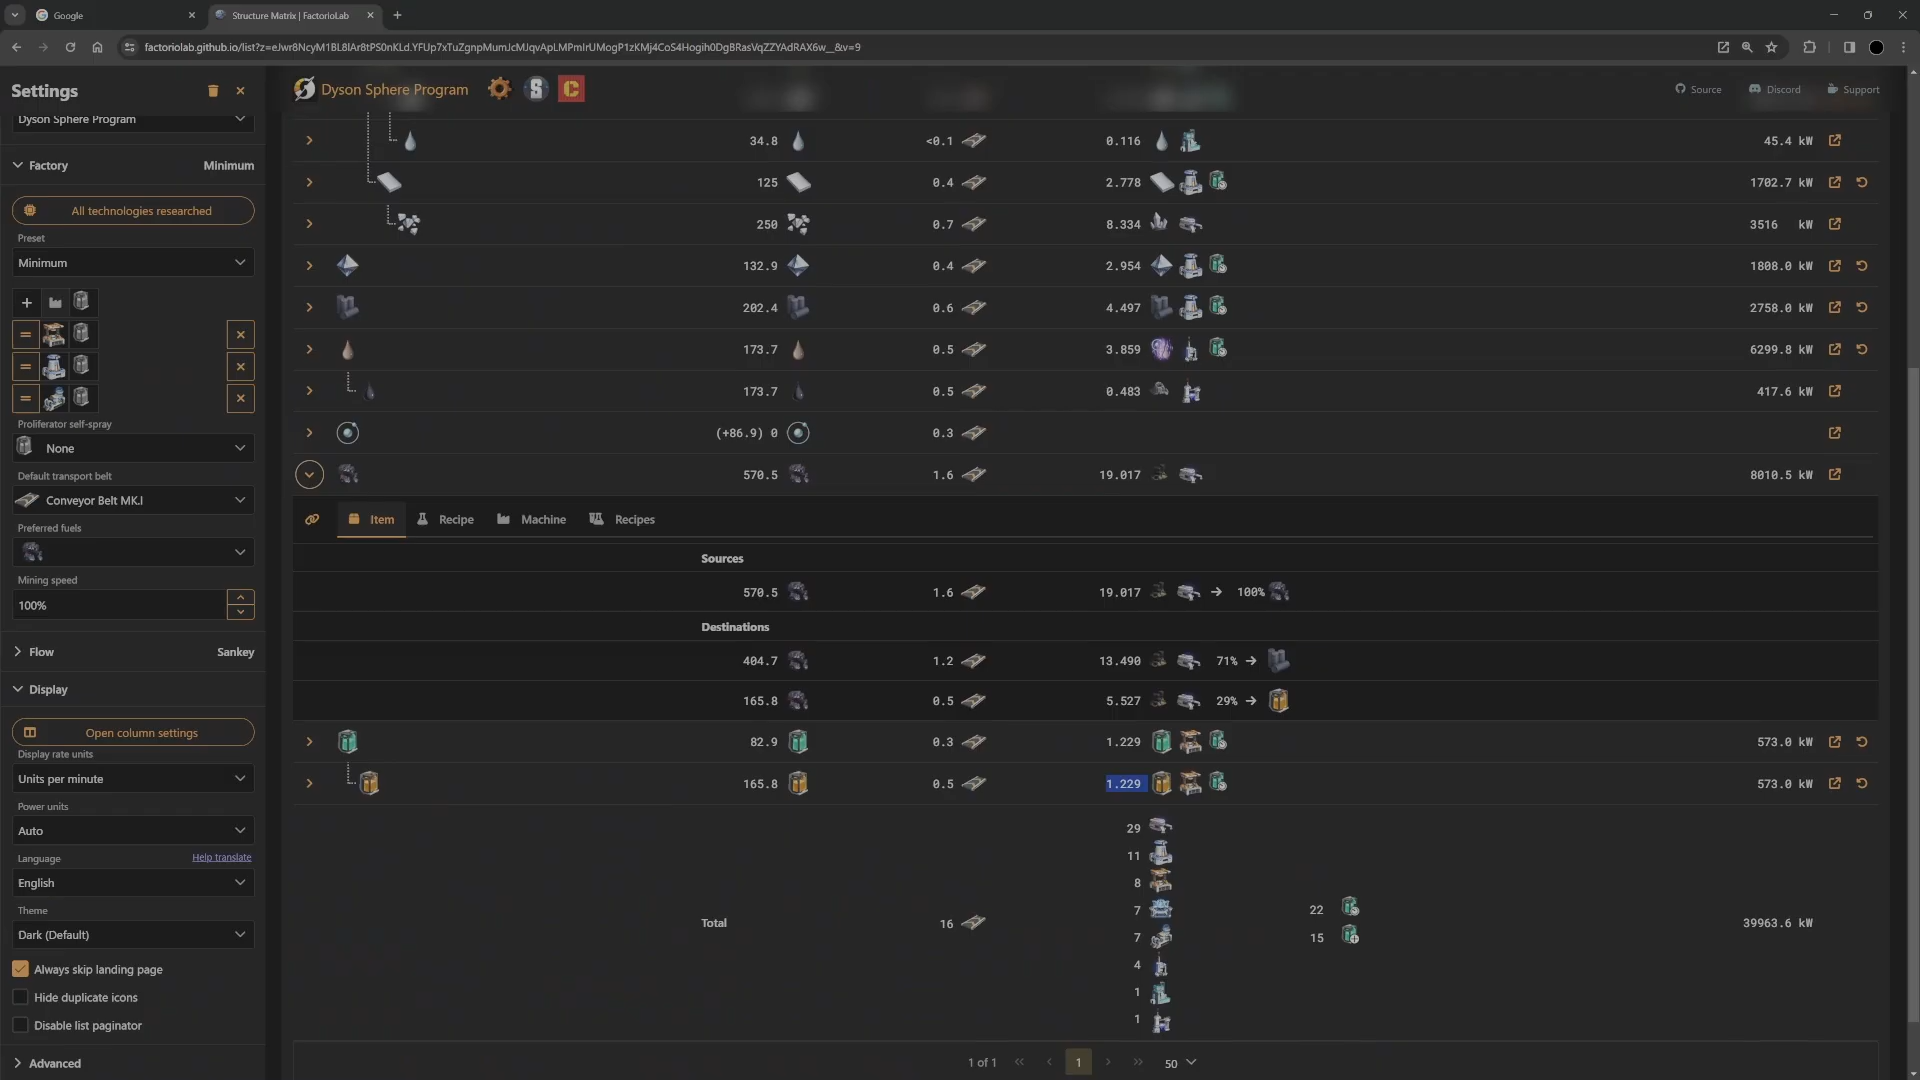 Google
Structure Matrix | FactorioLab
factoriolab.github.io/list?z=eJwr8NcyM1BL8lAr8tPS0nKLd.YFUp7xTuZgnpMumJcMJqvApLMPmIrUMogP1zKMj4CoS4Hogih0DgBRasVqZZYAdRAX6w__&v=9
Settings
Dyson Sphere Program
Source
Discord
Support
Dyson Sphere Program
34.8
<0.1
0.116
45.4 kW
Factory
Minimum
125
0.4
2.778
1702.7 kW
All technologies researched
250
0.7
8.334
3516 kW
Preset
Minimum
132.9
0.4
2.954
1808.0 kW
202.4
0.6
4.497
2758.0 kW
173.7
0.5
3.859
6299.8 kW
173.7
0.5
0.483
417.6 kW
Proliferator self-spray
None
(+86.9) 0
0.3
Default transport belt
Conveyor Belt MK.I
570.5
1.6
19.017
8010.5 kW
Preferred fuels
Item
Recipe
Machine
Recipes
Mining speed
100%
Sources
570.5
1.6
19.017
100%
Destinations
Flow
Sankey
404.7
1.2
13.490
71%
Display
165.8
0.5
5.527
29%
Open column settings
82.9
0.3
1.229
573.0 kW
Display rate units
Units per minute
165.8
0.5
1.229
573.0 kW
Power units
Auto
Language
Help translate
English
Theme
Dark (Default)
29
11
8
7
7
4
1
1
Total
16
22
15
39963.6 kW
Always skip landing page
Hide duplicate icons
Disable list paginator
Advanced
1 of 1
1
50